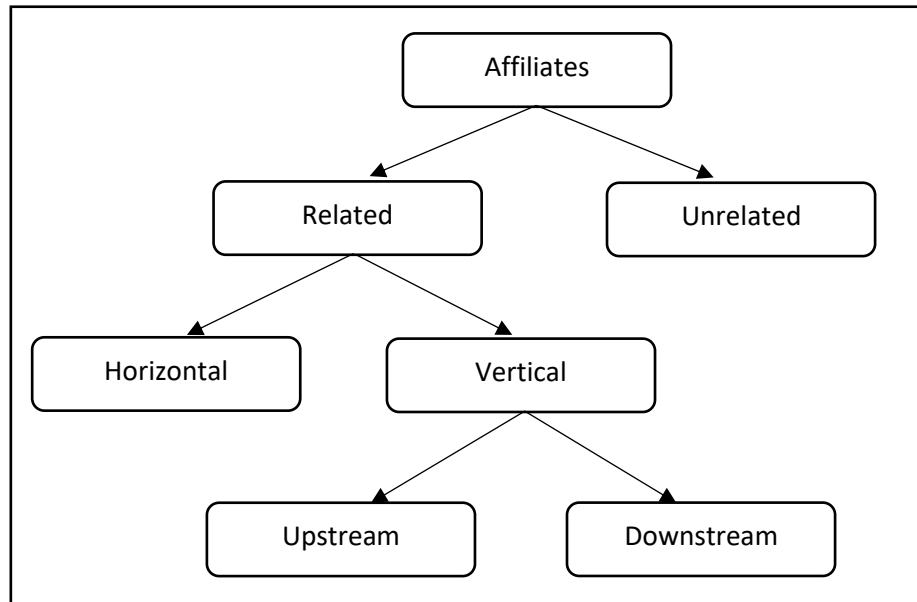 Affiliates
Related
Unrelated
Horizontal
Vertical
Upstream
Downstream